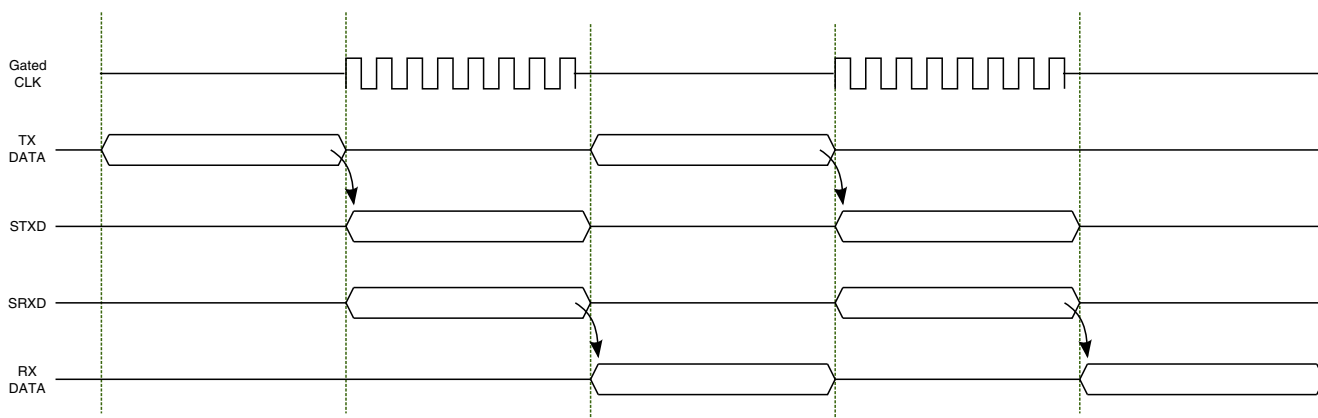 Gated
CLK
TX
DATA
STXD
SRXD
RX
DATA